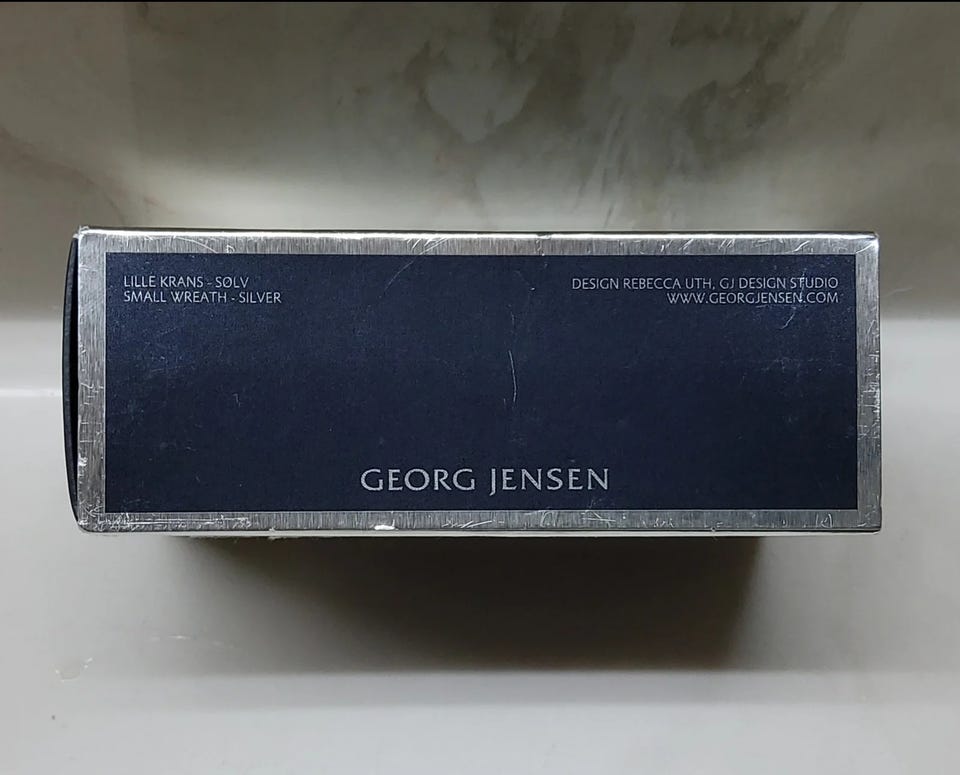 LILLE KRANS - SØLV
SMALL WREATH - SILVER
DESIGN REBECCA UTH, GJ DESIGN STUDIO
WWW.GEORGJENSEN.COM
GEORG JENSEN